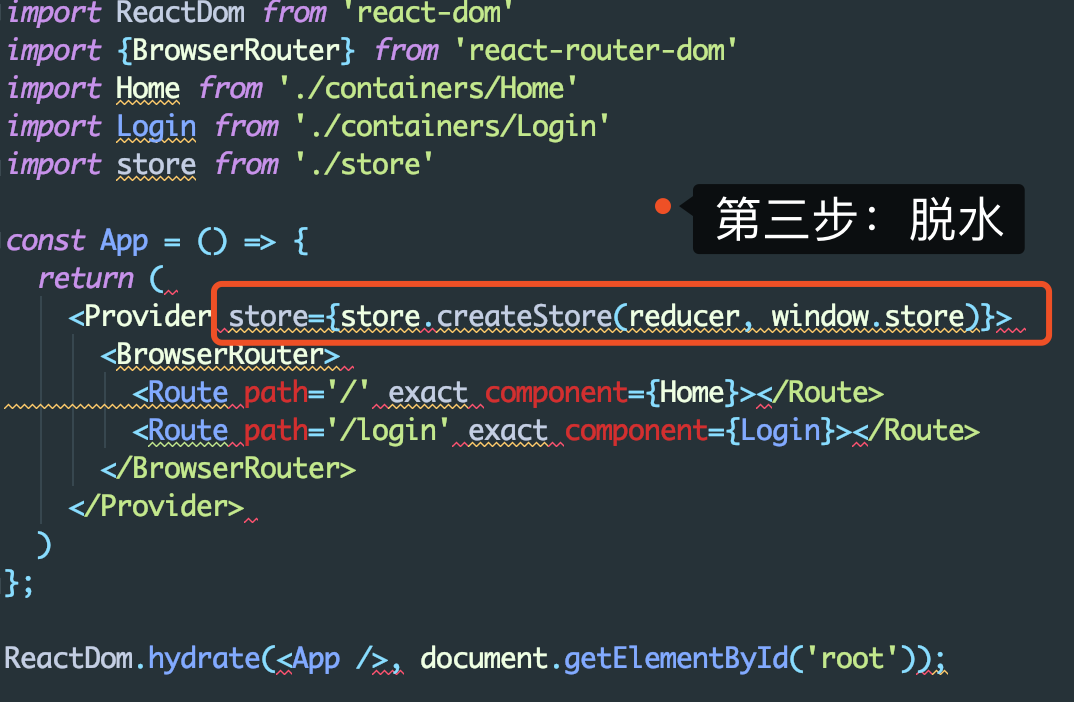 import ReactDom from 'react-dom'
import {BrowserRouter} from 'react-router-dom'
import Home from './containers/Home'
import Login from './containers/Login'
import store from './store'
第三步：脱水
const App = () => {
return (
<Provider store={store.createStore(reducer, window.store)}>
<BrowserRouter>
<Route path='/' exact component={Home}></Route>
<Route path='/login' exact component={Login}></Route>
</BrowserRouter>
</Provider>
)
};
ReactDom.hydrate(<App />, document.getElementById('root'));